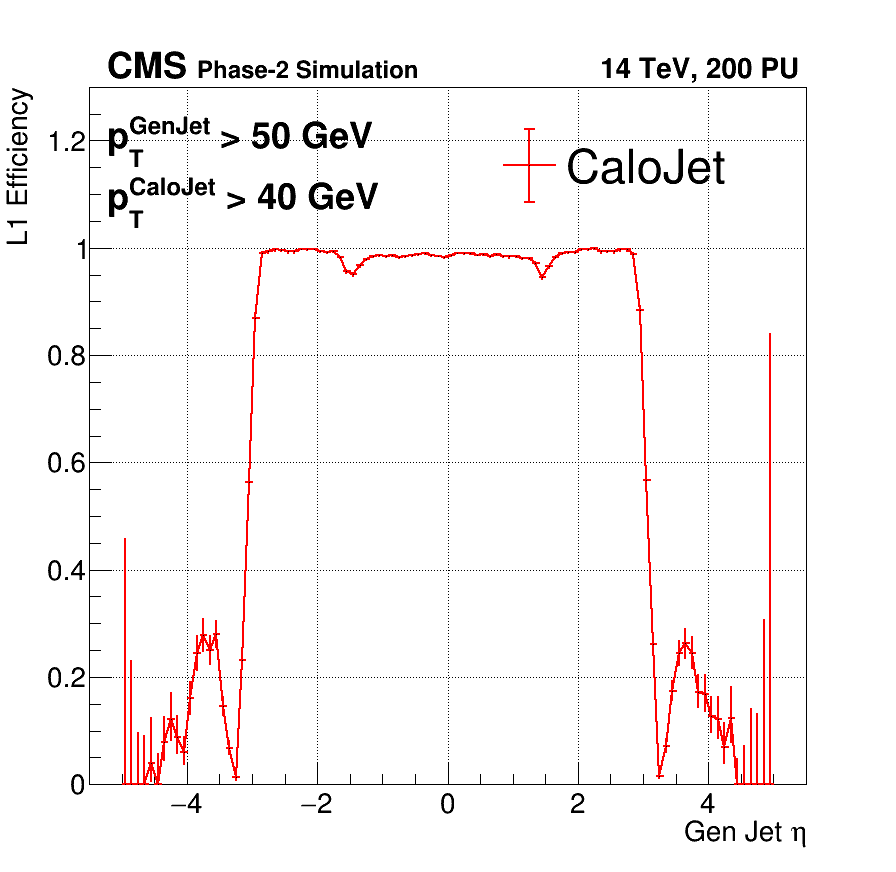 CMS Phase-2 Simulation 14 TeV, 200 PU
p_T^GenJet > 50 GeV
p_T^CaloJet > 40 GeV
CaloJet
L1 Efficiency
1.2
1
0.8
0.6
0.4
0.2
0
−4 −2 0 2 4
Gen Jet η